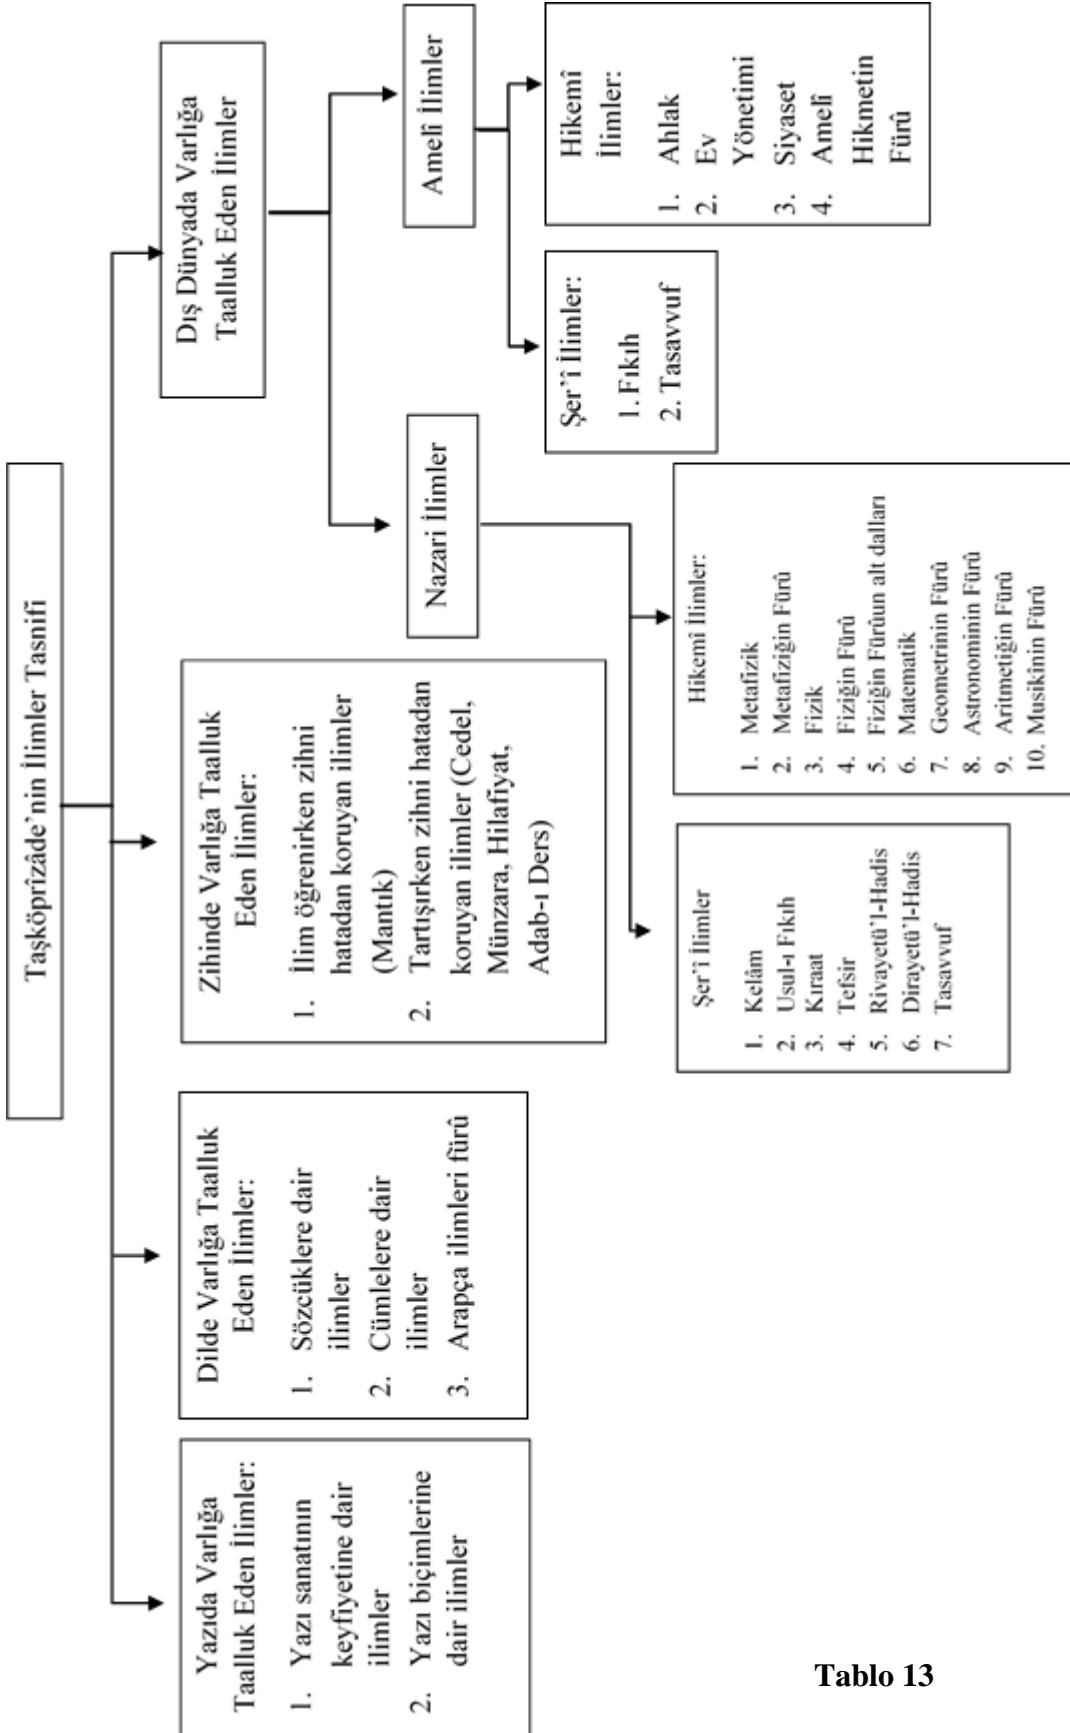 Taşköprîzâde’nin İlimler Tasnifi
Yazıda Varlığa
Taalluk Eden İlimler:
1. Yazı sanatının
keyfiyetine dair
ilimler
2. Yazı biçimlerine
dair ilimler
Dilde Varlığa Taalluk
Eden İlimler:
1. Sözcüklere dair
ilimler
2. Cümlelere dair
ilimler
3. Arapça ilimleri fürû
Zihinde Varlığa Taalluk
Eden İlimler:
1. İlim öğrenirken zihni
hatadan koruyan ilimler
(Mantık)
2. Tartışırken zihni hatadan
koruyan ilimler (Cedel,
Münzara, Hilafiyat,
Adab-ı Ders)
Dış Dünyada Varlığa
Taalluk Eden İlimler
Nazari İlimler
Amelî İlimler
Şer’î İlimler
1. Kelâm
2. Usul-ı Fıkıh
3. Kıraat
4. Tefsir
5. Rivayetü’l-Hadis
6. Dirayetü’l-Hadis
7. Tasavvuf
Hikemî İlimler:
1. Metafizik
2. Metafiziğin Fürû
3. Fizik
4. Fiziğin Fürû
5. Fiziğin Fürûun alt dalları
6. Matematik
7. Geometrinin Fürû
8. Astronominin Fürû
9. Aritmetiğin Fürû
10. Musikinin Fürû
Şer’î İlimler:
1. Fıkıh
2. Tasavvuf
Hikemî
İlimler:
1. Ahlak
2. Ev
Yönetimi
3. Siyaset
4. Amelî
Hikmetin
Fürû
Tablo 13